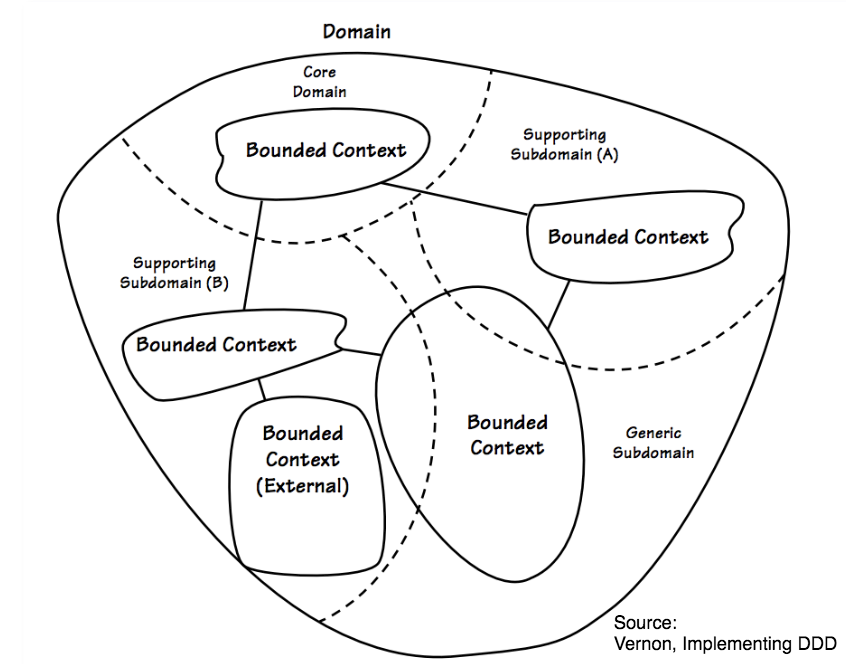 Domain
Core
Domain
Bounded Context
Supporting
Subdomain (A)
Bounded Context
Supporting
Subdomain (B)
Bounded Context
Bounded
Context
(External)
Bounded
Context
Generic
Subdomain
Source:
Vernon, Implementing DDD